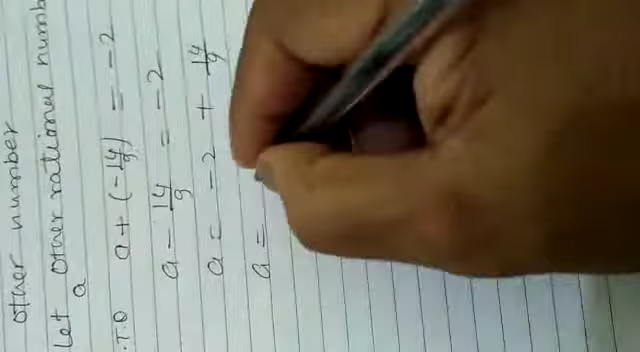 other number
Let other rational numb
a
.T.Q a + (-14/9) = -2
a - 14/9 = -2
a = -2 + 14/9
a =